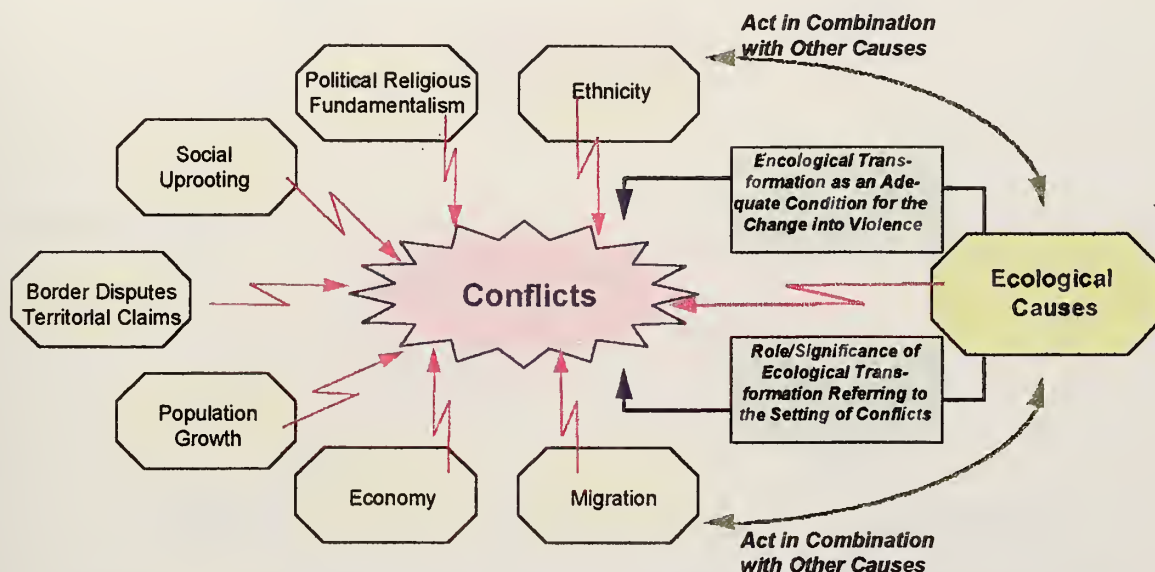 Act in Combination
with Other Causes
Political Religious
Fundamentalism
Ethnicity
Social
Uprooting
Encological Trans-
formation as an Ade-
quate Condition for the
Change into Violence
Border Disputes
Territorial Claims
Conflicts
Ecological
Causes
Role/Significance of
Ecological Trans-
formation Referring to
the Setting of Conflicts
Population
Growth
Economy
Migration
Act in Combination
with Other Causes